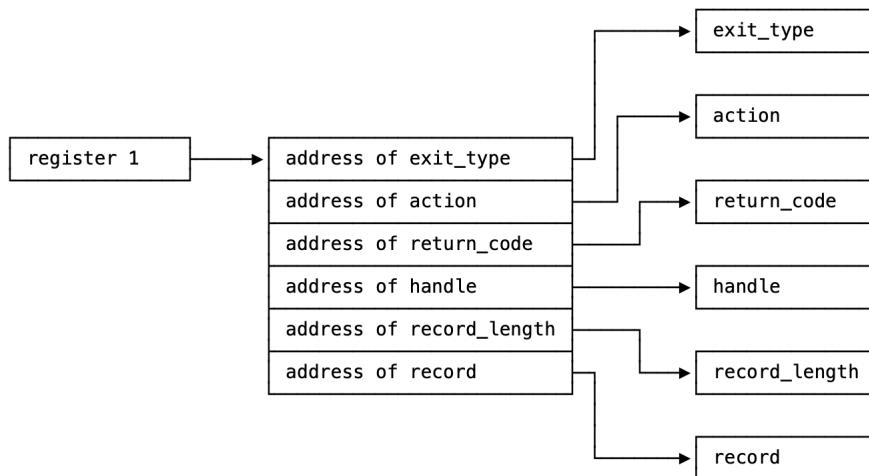 exit_type
action
register 1
address of exit_type
address of action
return_code
address of return_code
address of handle
handle
address of record_length
address of record
record_length
record